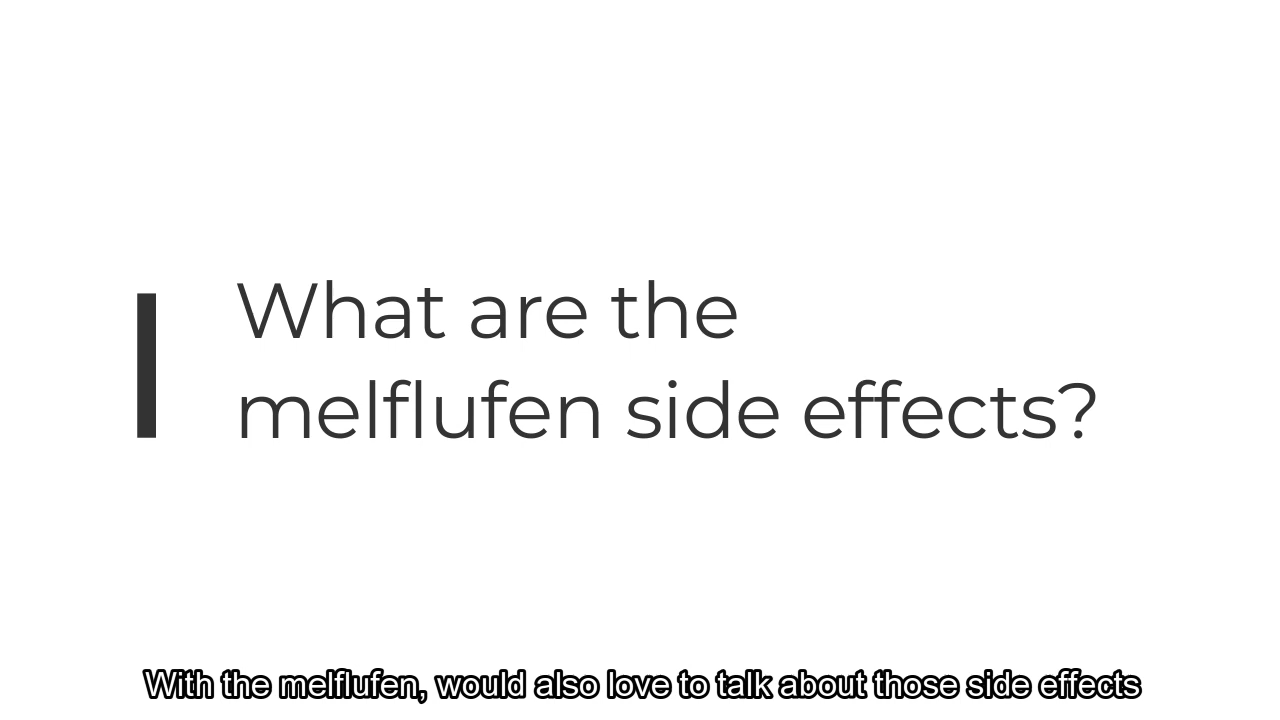 What are the
melflufen side effects?
With the melflufen, would also love to talk about those side effects